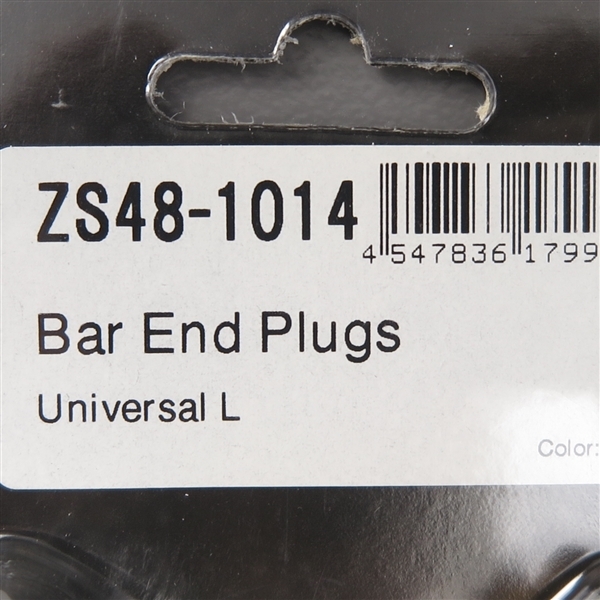 ZS48-1014
4 547836 1799
Bar End Plugs
Universal L
Color: